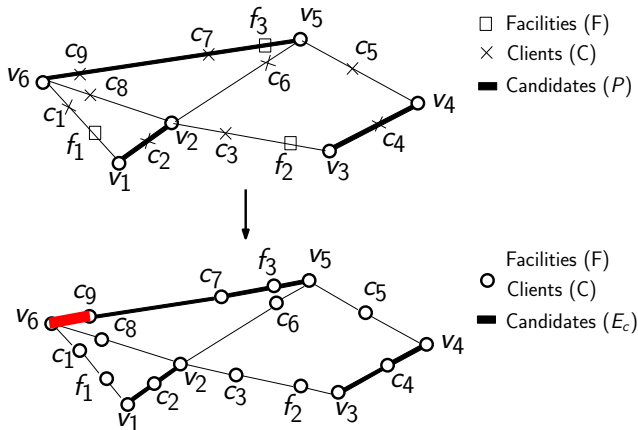 f3 v5
c9 c7
v6 c8 c6 c5
c1 v4
f1 v2 c4
c2 c3
v1 f2 v3
Facilities (F)
Clients (C)
Candidates (P)
f3 v5
c9 c7
v6 c8 c6 c5
c1 v4
f1 v2 c4
c2 c3
v1 f2 v3
Facilities (F)
Clients (C)
Candidates (Ec)